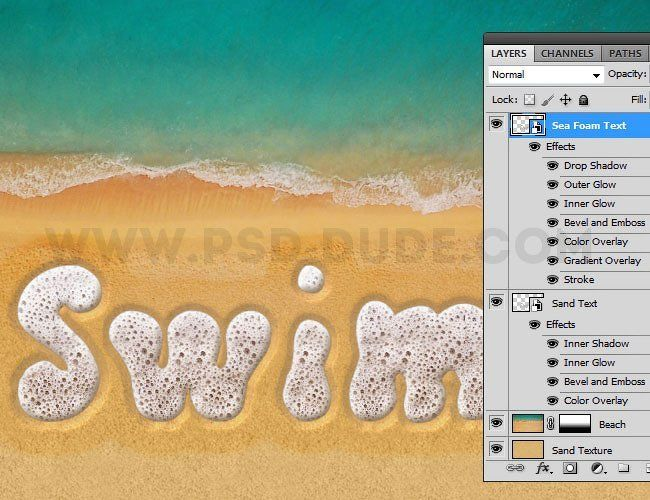 LAYERS CHANNELS PATHS
Normal Opacity:
Lock: Fill:
Sea Foam Text
Effects
Drop Shadow
Outer Glow
Inner Glow
Bevel and Emboss
Color Overlay
Gradient Overlay
Stroke
WWW.PSD-DUDE.COM
Swim
Sand Text
Effects
Inner Shadow
Inner Glow
Bevel and Emboss
Color Overlay
Beach
Sand Texture
fx